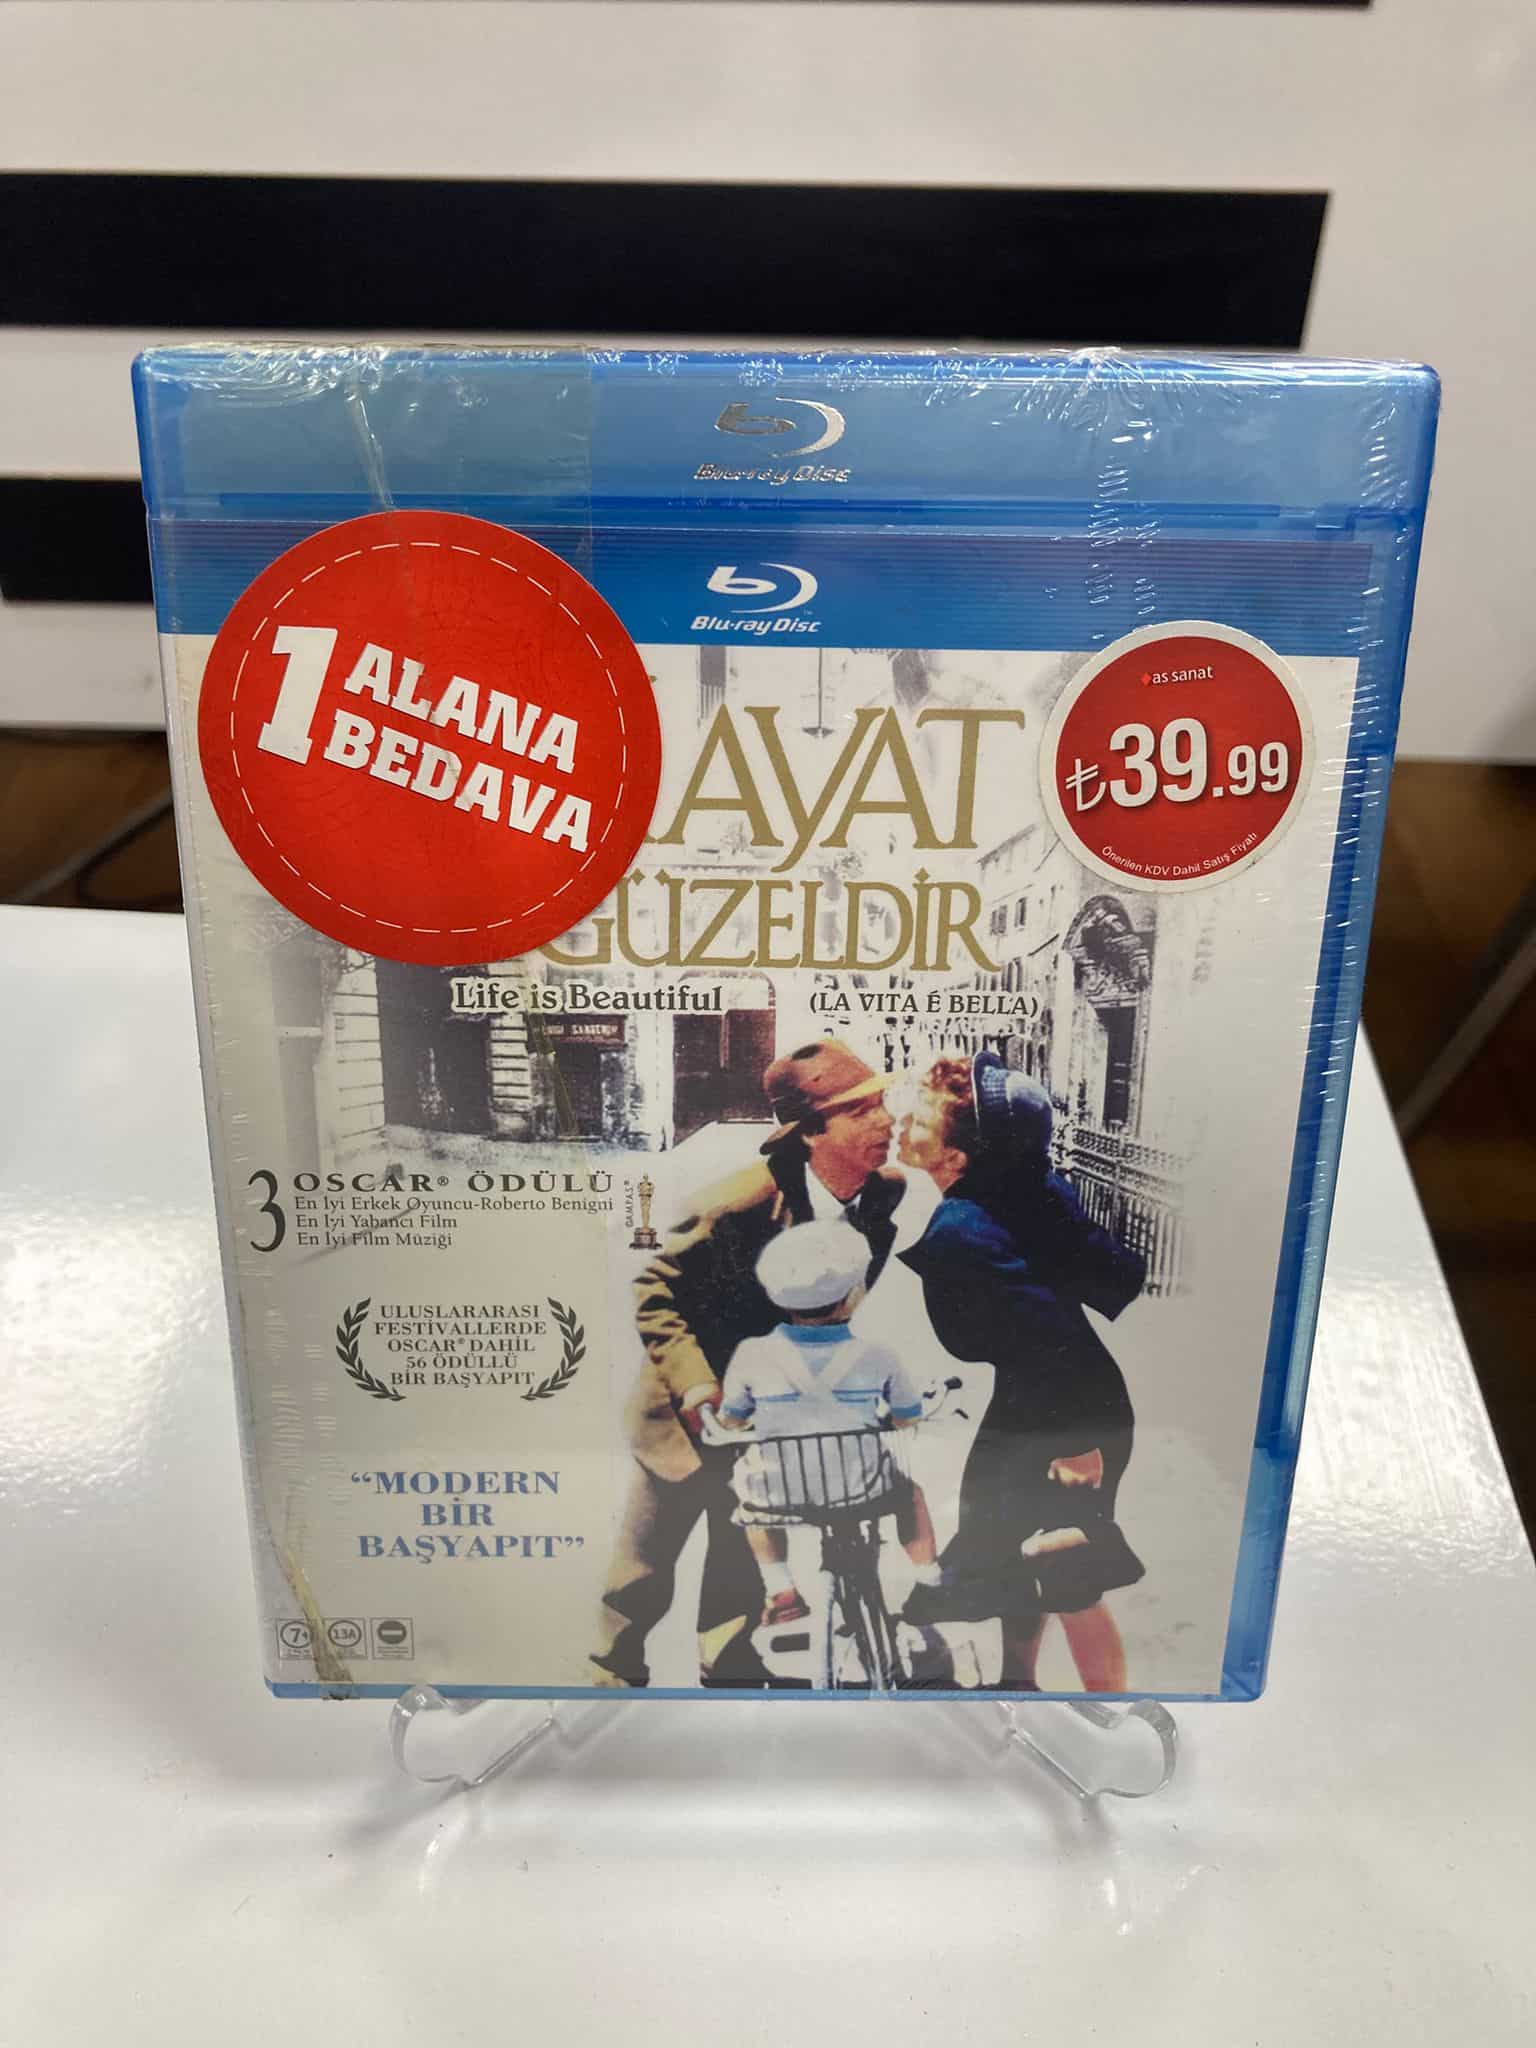 Blu-ray Disc
Blu-ray Disc
1 ALANA
1 BEDAVA
as sanat
₺39.99
Önerilen KDV Dahil Satış Fiyatı
AYAT
GÜZELDİR
Life is Beautiful
(LA VITA É BELLA)
3 OSCAR® ÖDÜLÜ
En İyi Erkek Oyuncu-Roberto Benigni
En İyi Yabancı Film
En İyi Film Müziği
©A.M.P.A.S.®
ULUSLARARASI
FESTİVALLERDE
OSCAR® DAHİL
56 ÖDÜLLÜ
BİR BAŞYAPIT
“MODERN
BİR
BAŞYAPIT”
7+
13A